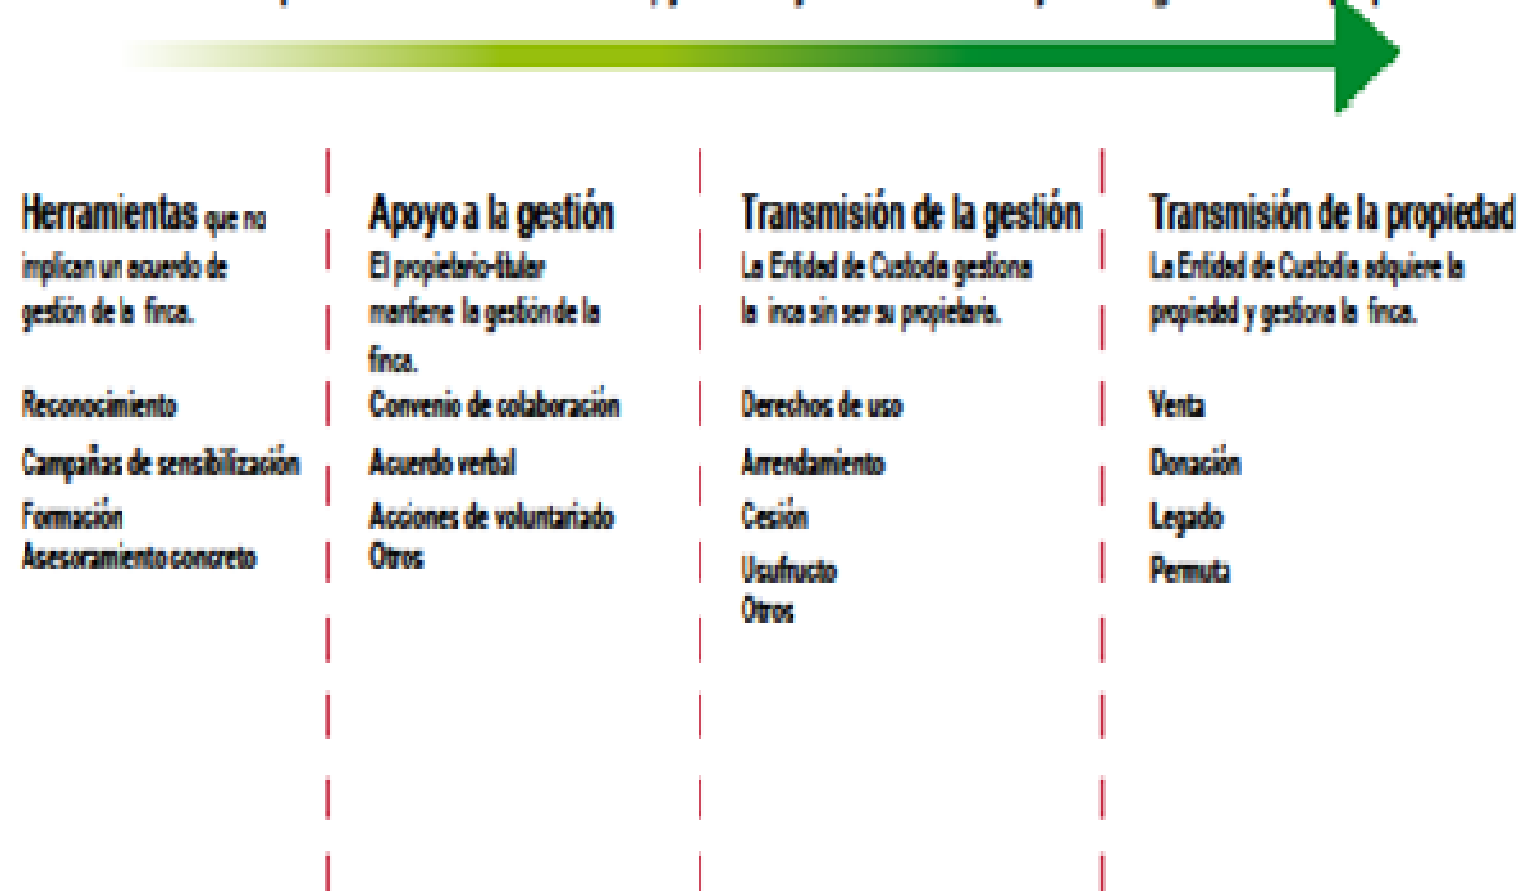 Herramientas que no
implican un acuerdo de
gestión de la finca.
Reconocimiento
Campañas de sensibilización
Formación
Asesoramiento concreto
Apoyo a la gestión
El propietario-titular
mantiene la gestión de la
finca.
Convenio de colaboración
Acuerdo verbal
Acciones de voluntariado
Otros
Transmisión de la gestión
La Entidad de Custodia gestiona
la inca sin ser su propietaria.
Derechos de uso
Arrendamiento
Cesión
Usufructo
Otros
Transmisión de la propiedad
La Entidad de Custodia adquiere la
propiedad y gestiona la finca.
Venta
Donación
Legado
Permuta